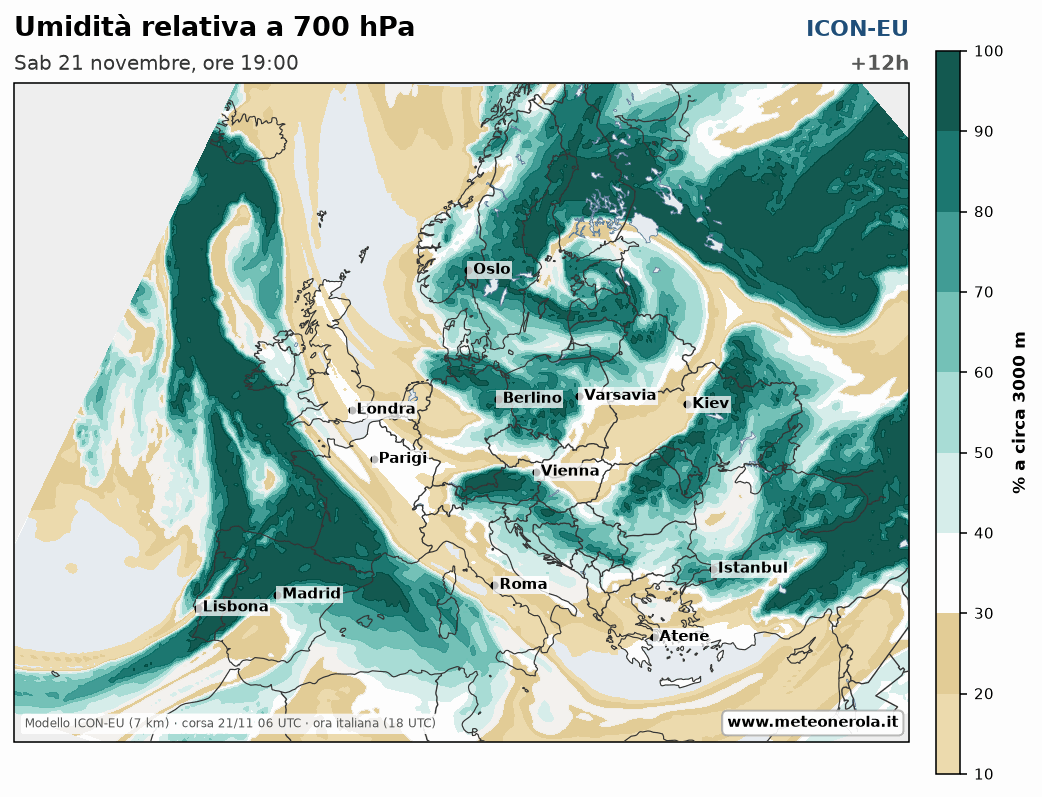 Umidità relativa a 700 hPa
ICON-EU
Sab 21 novembre, ore 19:00
+12h
100
90
80
70
60
50
40
30
20
10
% a circa 3000 m
Oslo
Berlino
Varsavia
Kiev
Londra
Parigi
Vienna
Istanbul
Roma
Madrid
Lisbona
Atene
Modello ICON-EU (7 km) · corsa 21/11 06 UTC · ora italiana (18 UTC)
www.meteonerola.it